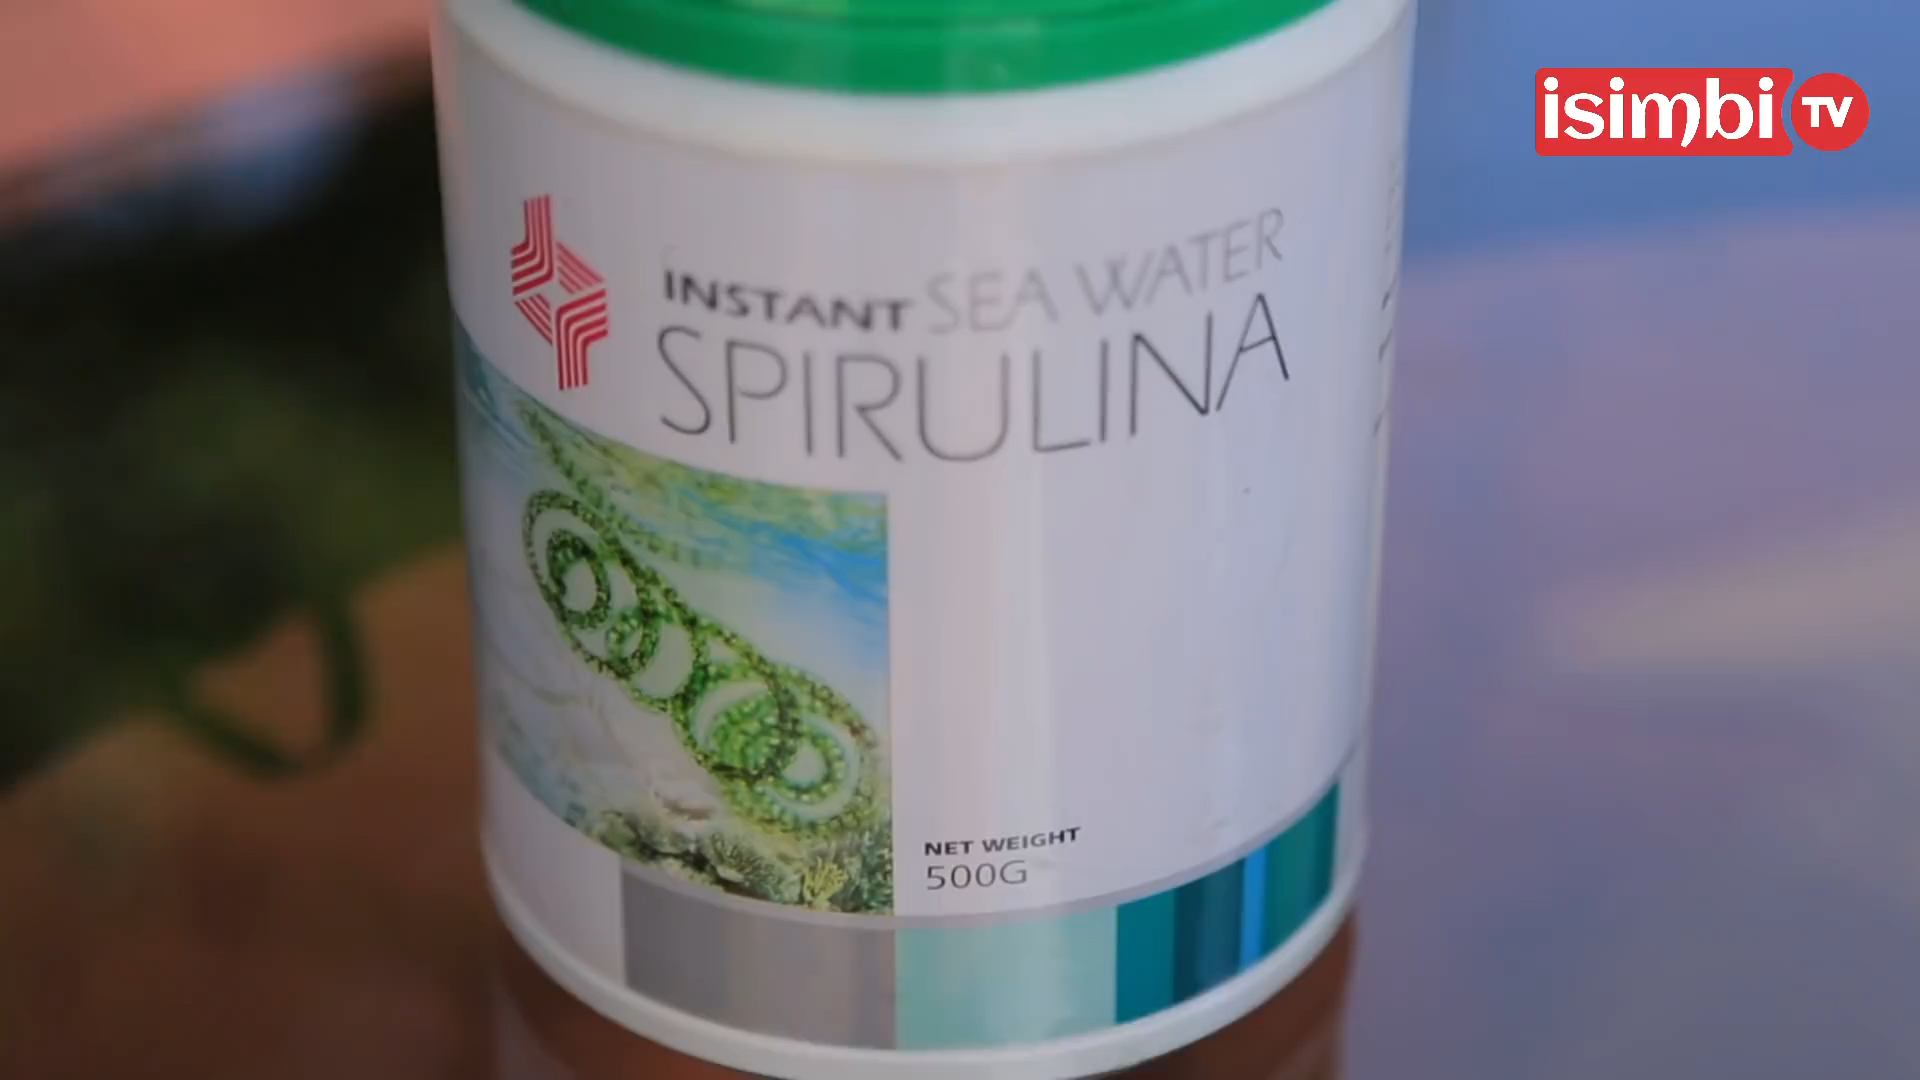 isimbi TV
INSTANT SEA WATER
SPIRULINA
NET WEIGHT
500G